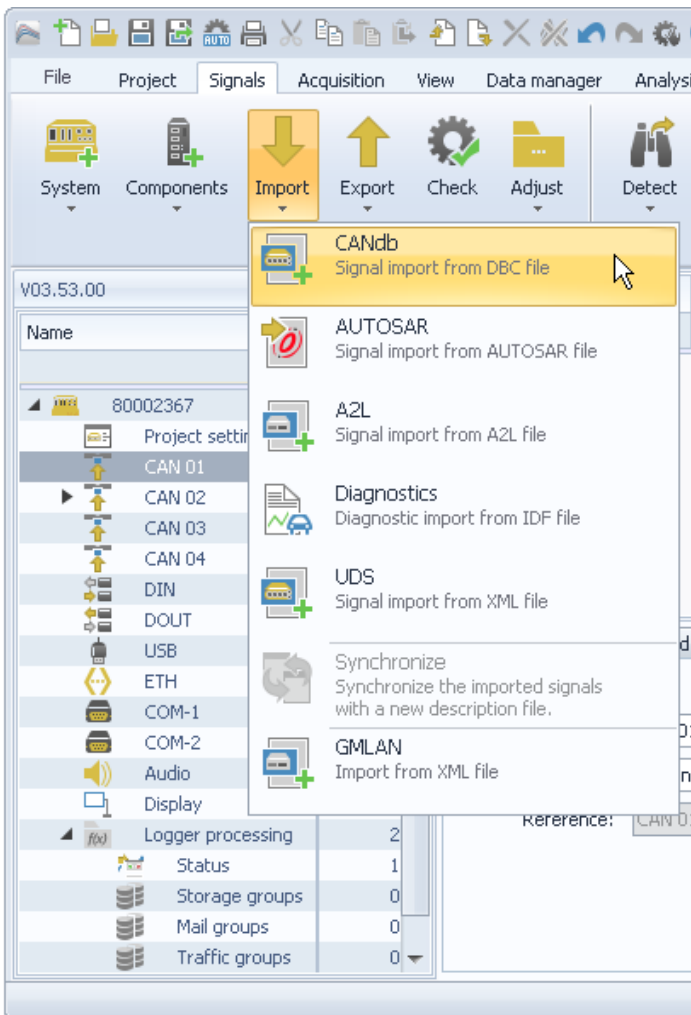 AUTO
File Project Signals Acquisition View Data manager Analysi
System Components Import Export Check Adjust Detect
CANdb
Signal import from DBC file
V03.53.00
AUTOSAR
Signal import from AUTOSAR file
Name
A2L
Signal import from A2L file
80002367
Project settin
CAN 01
Diagnostics
Diagnostic import from IDF file
CAN 02
CAN 03
CAN 04
UDS
Signal import from XML file
DIN
DOUT
USB
Synchronize
Synchronize the imported signals
with a new description file.
ETH
COM-1
COM-2
GMLAN
Import from XML file
Audio
Display
Reference: CAN 01
f(x) Logger processing 2
Status 1
Storage groups 0
Mail groups 0
Traffic groups 0